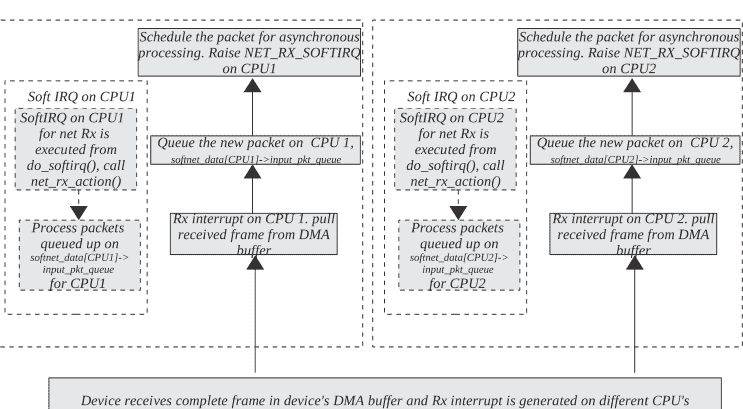 Schedule the packet for asynchronous
processing. Raise NET_RX_SOFTIRQ
on CPU1
Soft IRQ on CPU1
SoftIRQ on CPU1
for net Rx is
executed from
do_softirq(), call
net_rx_action()
Queue the new packet on CPU 1,
softnet_data[CPU1]->input_pkt_queue
Process packets
queued up on
softnet_data[CPU1]->
input_pkt_queue
for CPU1
Rx interrupt on CPU 1. pull
received frame from DMA
buffer
Schedule the packet for asynchronous
processing. Raise NET_RX_SOFTIRQ
on CPU2
Soft IRQ on CPU2
SoftIRQ on CPU2
for net Rx is
executed from
do_softirq(), call
net_rx_action()
Queue the new packet on CPU 2,
softnet_data[CPU2]->input_pkt_queue
Process packets
queued up on
softnet_data[CPU2]->
input_pkt_queue
for CPU2
Rx interrupt on CPU 2. pull
received frame from DMA
buffer
Device receives complete frame in device's DMA buffer and Rx interrupt is generated on different CPU's